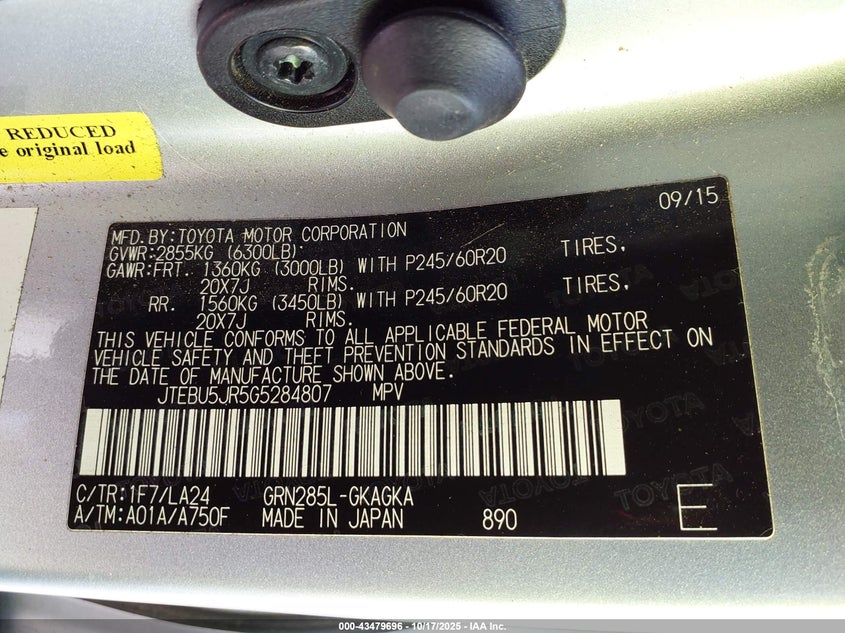 REDUCED
e original load
09/15
MFD.BY:TOYOTA MOTOR CORPORATION
GVWR:2855KG (6300LB)
GAWR:FRT. 1360KG (3000LB) WITH P245/60R20 TIRES,
20X7J RIMS.
RR. 1560KG (3450LB) WITH P245/60R20 TIRES,
20X7J RIMS.
THIS VEHICLE CONFORMS TO ALL APPLICABLE FEDERAL MOTOR
VEHICLE SAFETY AND THEFT PREVENTION STANDARDS IN EFFECT ON
THE DATE OF MANUFACTURE SHOWN ABOVE.
JTEBU5JR5G5284807 MPV
C/TR:1F7/LA24 GRN285L-GKAGKA
A/TM:A01A/A750F MADE IN JAPAN 890 E
000-43479696 - 10/17/2025 - IAA Inc.